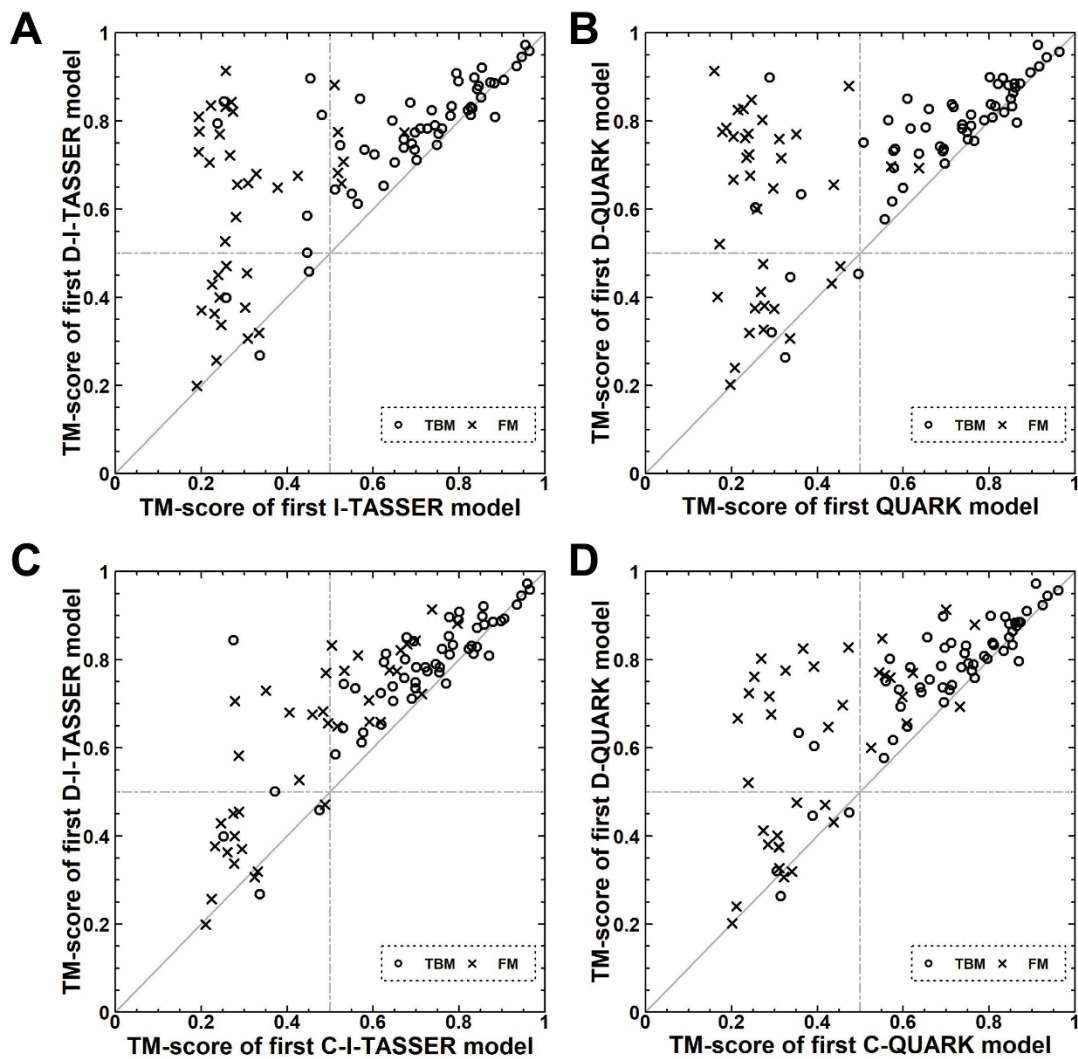 A
TM-score of first D-I-TASSER model
1
0.8
0.6
0.4
0.2
0
TBM FM
0 0.2 0.4 0.6 0.8 1
TM-score of first I-TASSER model
B
TM-score of first D-QUARK model
1
0.8
0.6
0.4
0.2
0
TBM FM
0 0.2 0.4 0.6 0.8 1
TM-score of first QUARK model
C
TM-score of first D-I-TASSER model
1
0.8
0.6
0.4
0.2
0
TBM FM
0 0.2 0.4 0.6 0.8 1
TM-score of first C-I-TASSER model
D
TM-score of first D-QUARK model
1
0.8
0.6
0.4
0.2
0
TBM FM
0 0.2 0.4 0.6 0.8 1
TM-score of first C-QUARK model